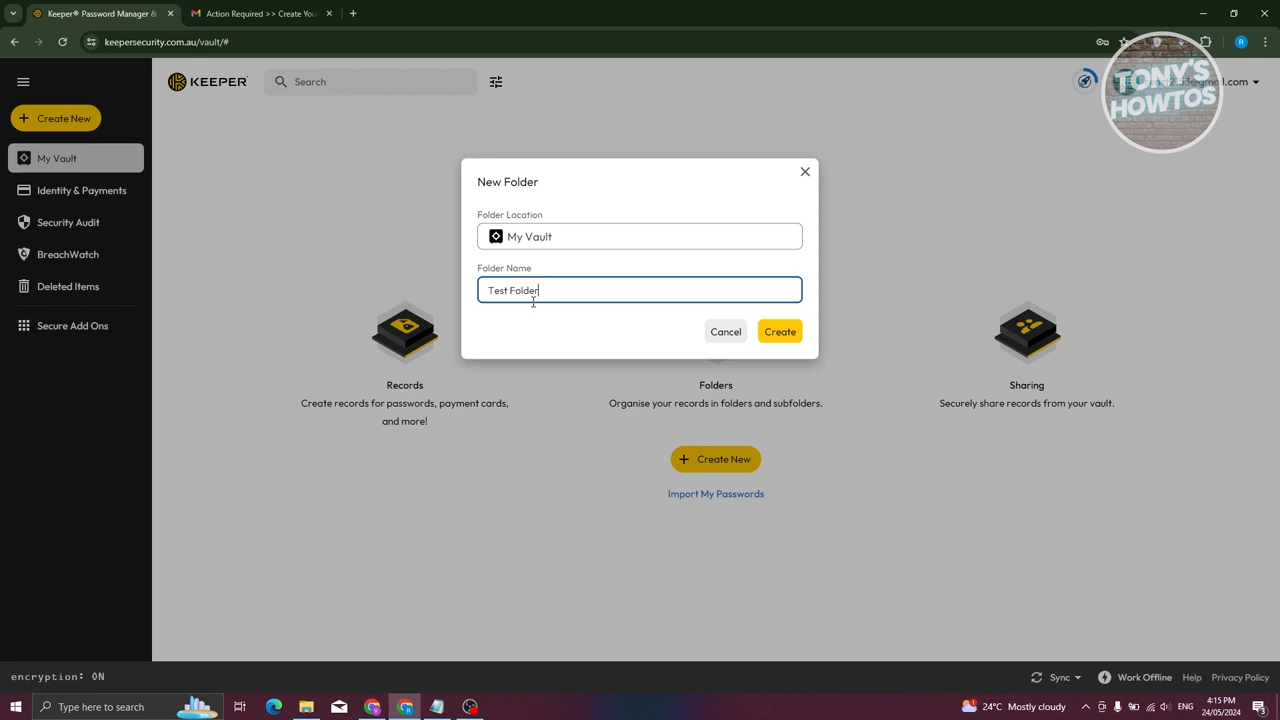 Keeper® Password Manager &
Action Required >> Create You
keepersecurity.com.au/vault/#
KEEPER
Search
@gmail.com
TONY'S
HOWTOS
Create New
My Vault
Identity & Payments
Security Audit
BreachWatch
Deleted Items
Secure Add Ons
New Folder
Folder Location
My Vault
Folder Name
Test Folder
Cancel
Create
Records
Create records for passwords, payment cards,
and more!
Folders
Organise your records in folders and subfolders.
Sharing
Securely share records from your vault.
Create New
Import My Passwords
encryption: ON
Sync
Work Offline
Help
Privacy Policy
Type here to search
24°C Mostly cloudy
4:15 PM
24/05/2024